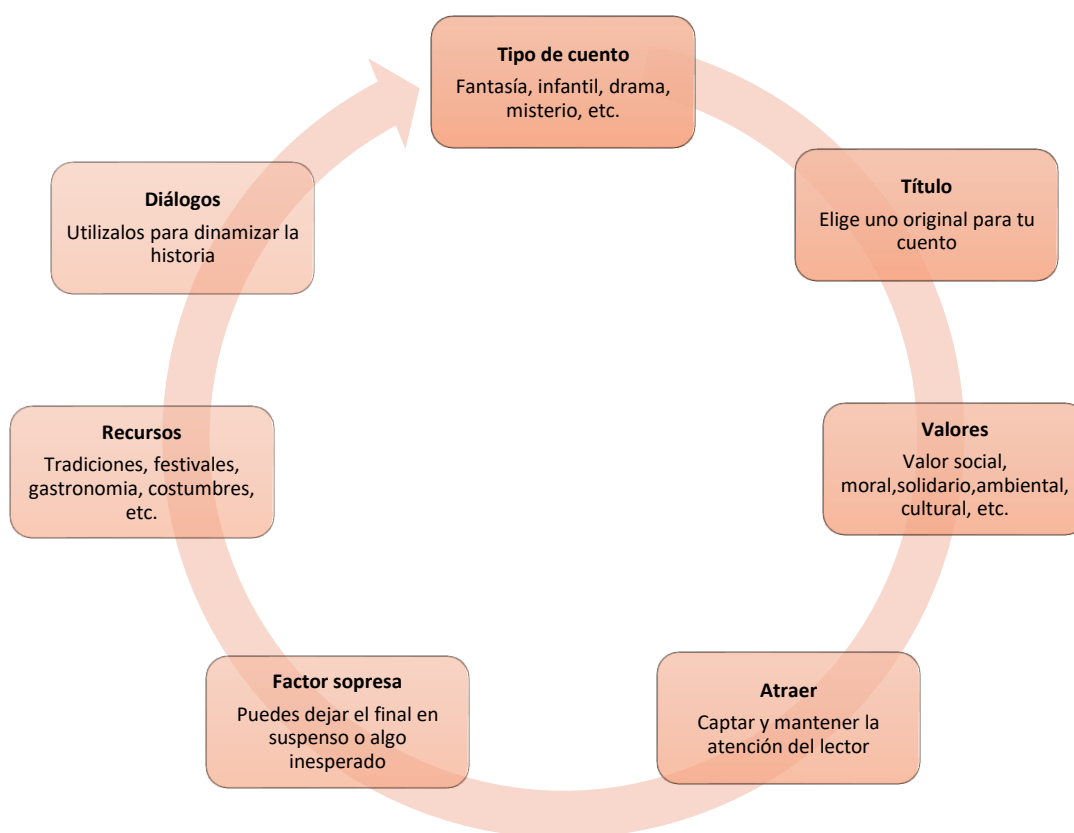 Tipo de cuento
Fantasía, infantil, drama,
misterio, etc.
Título
Elige uno original para tu
cuento
Valores
Valor social,
moral,solidario,ambiental,
cultural, etc.
Atraer
Captar y mantener la
atención del lector
Factor sopresa
Puedes dejar el final en
suspenso o algo
inesperado
Recursos
Tradiciones, festivales,
gastronomia, costumbres,
etc.
Diálogos
Utilizalos para dinamizar la
historia